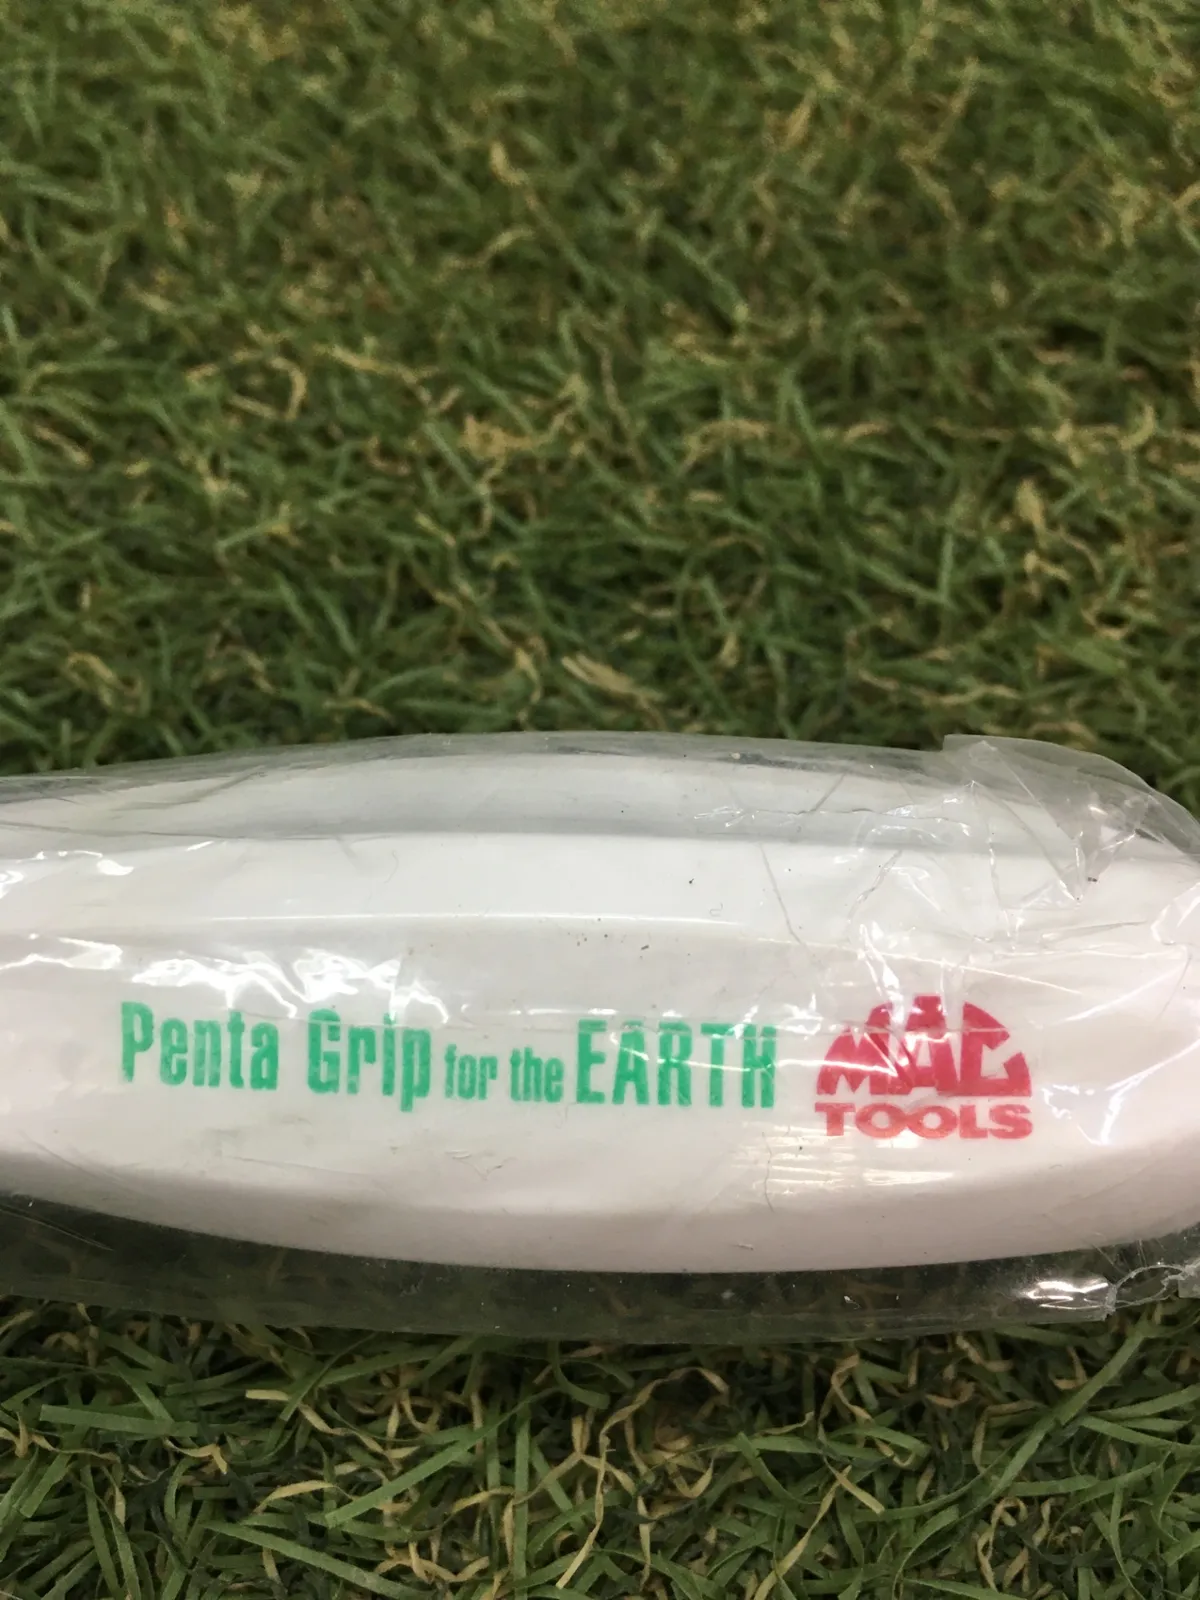 Penta Grip for the EARTH
MAC
TOOLS